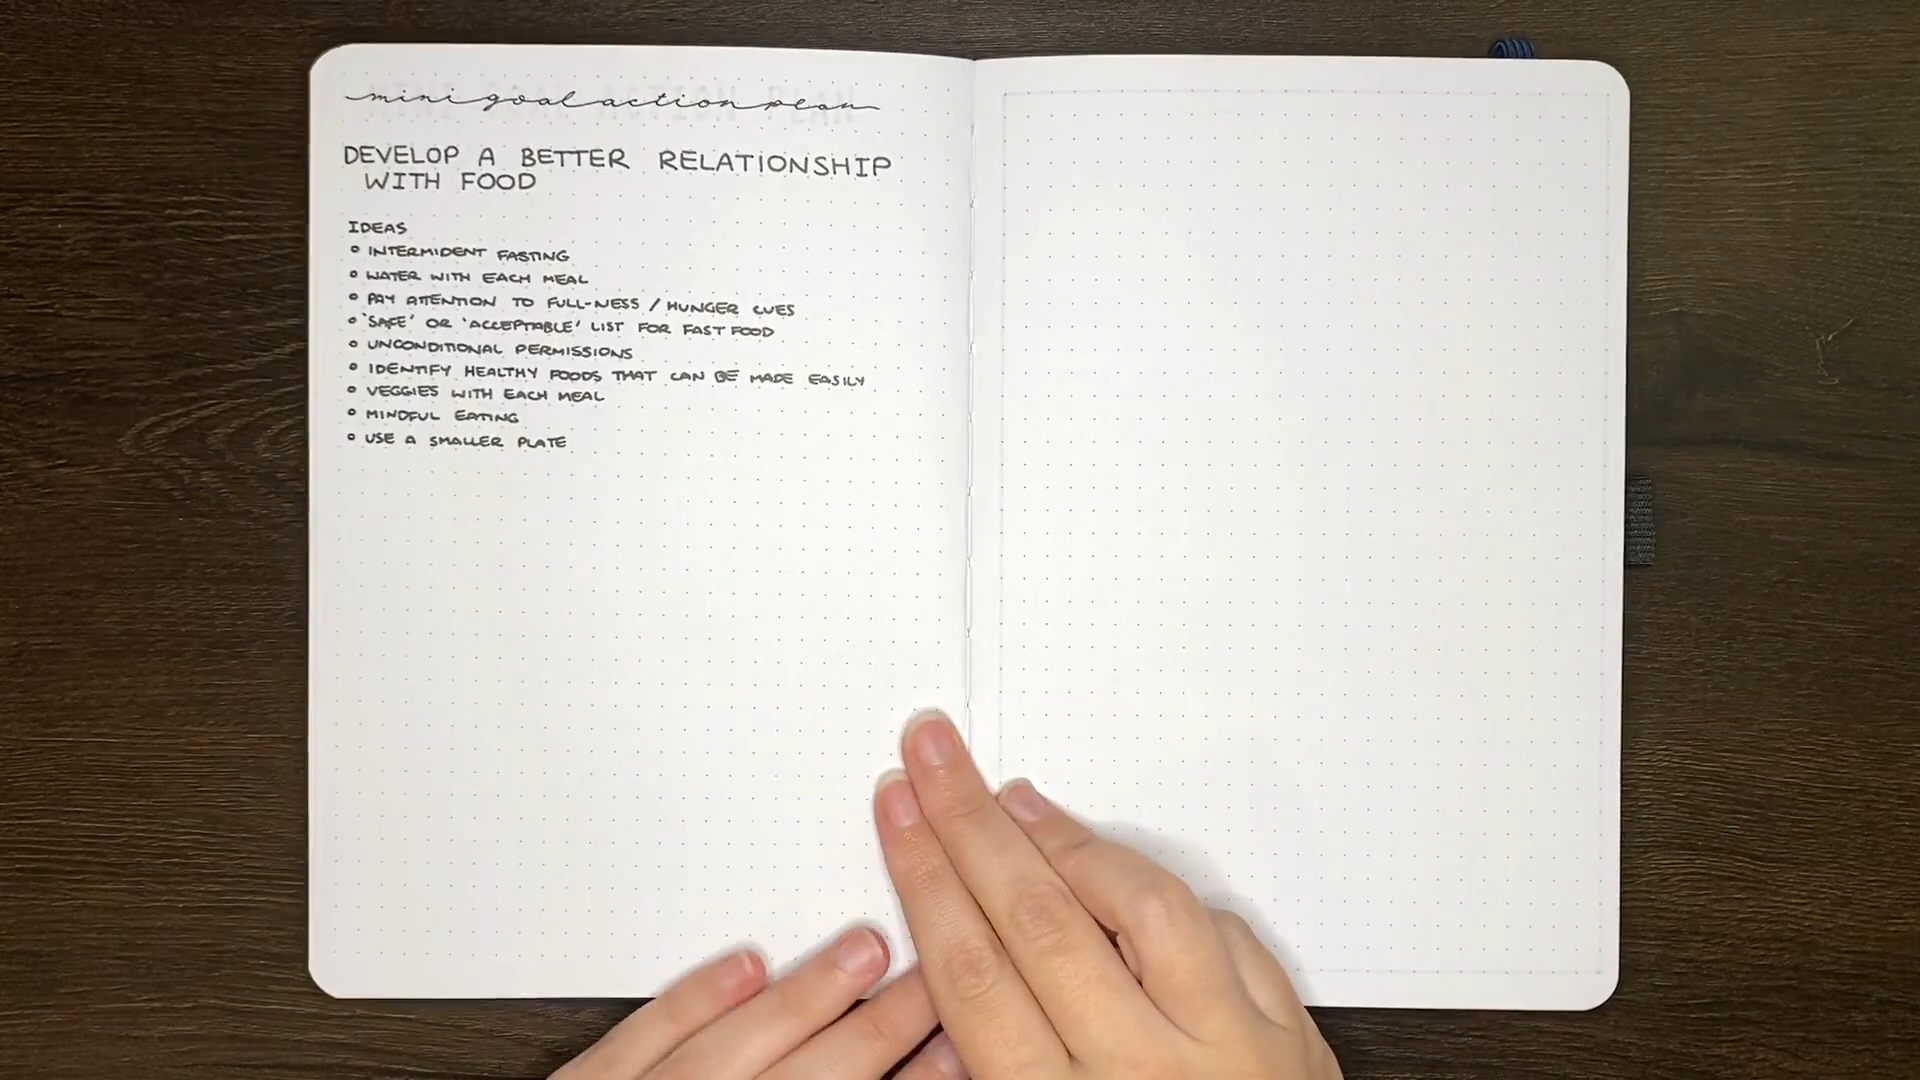 mini goal action plan
DEVELOP A BETTER RELATIONSHIP
WITH FOOD
IDEAS
° INTERMIDENT FASTING
° WATER WITH EACH MEAL
° PAY ATTENTION TO FULL-NESS / HUNGER CUES
° 'SAFE' OR 'ACCEPTABLE' LIST FOR FAST FOOD
° UNCONDITIONAL PERMISSIONS
° IDENTIFY HEALTHY FOODS THAT CAN BE MADE EASILY
° VEGGIES WITH EACH MEAL
° MINDFUL EATING
° USE A SMALLER PLATE